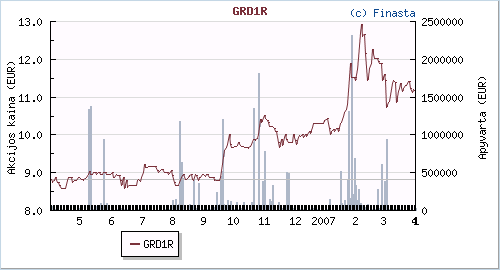 GRD1R
(c) Finasta
Akcijos kaina (EUR)
13.0
12.0
11.0
10.0
9.0
8.0
2500000
2000000
1500000
1000000
500000
0
Apyvarta (EUR)
5 6 7 8 9 10 11 12 2007 2 3 4 1
GRD1R